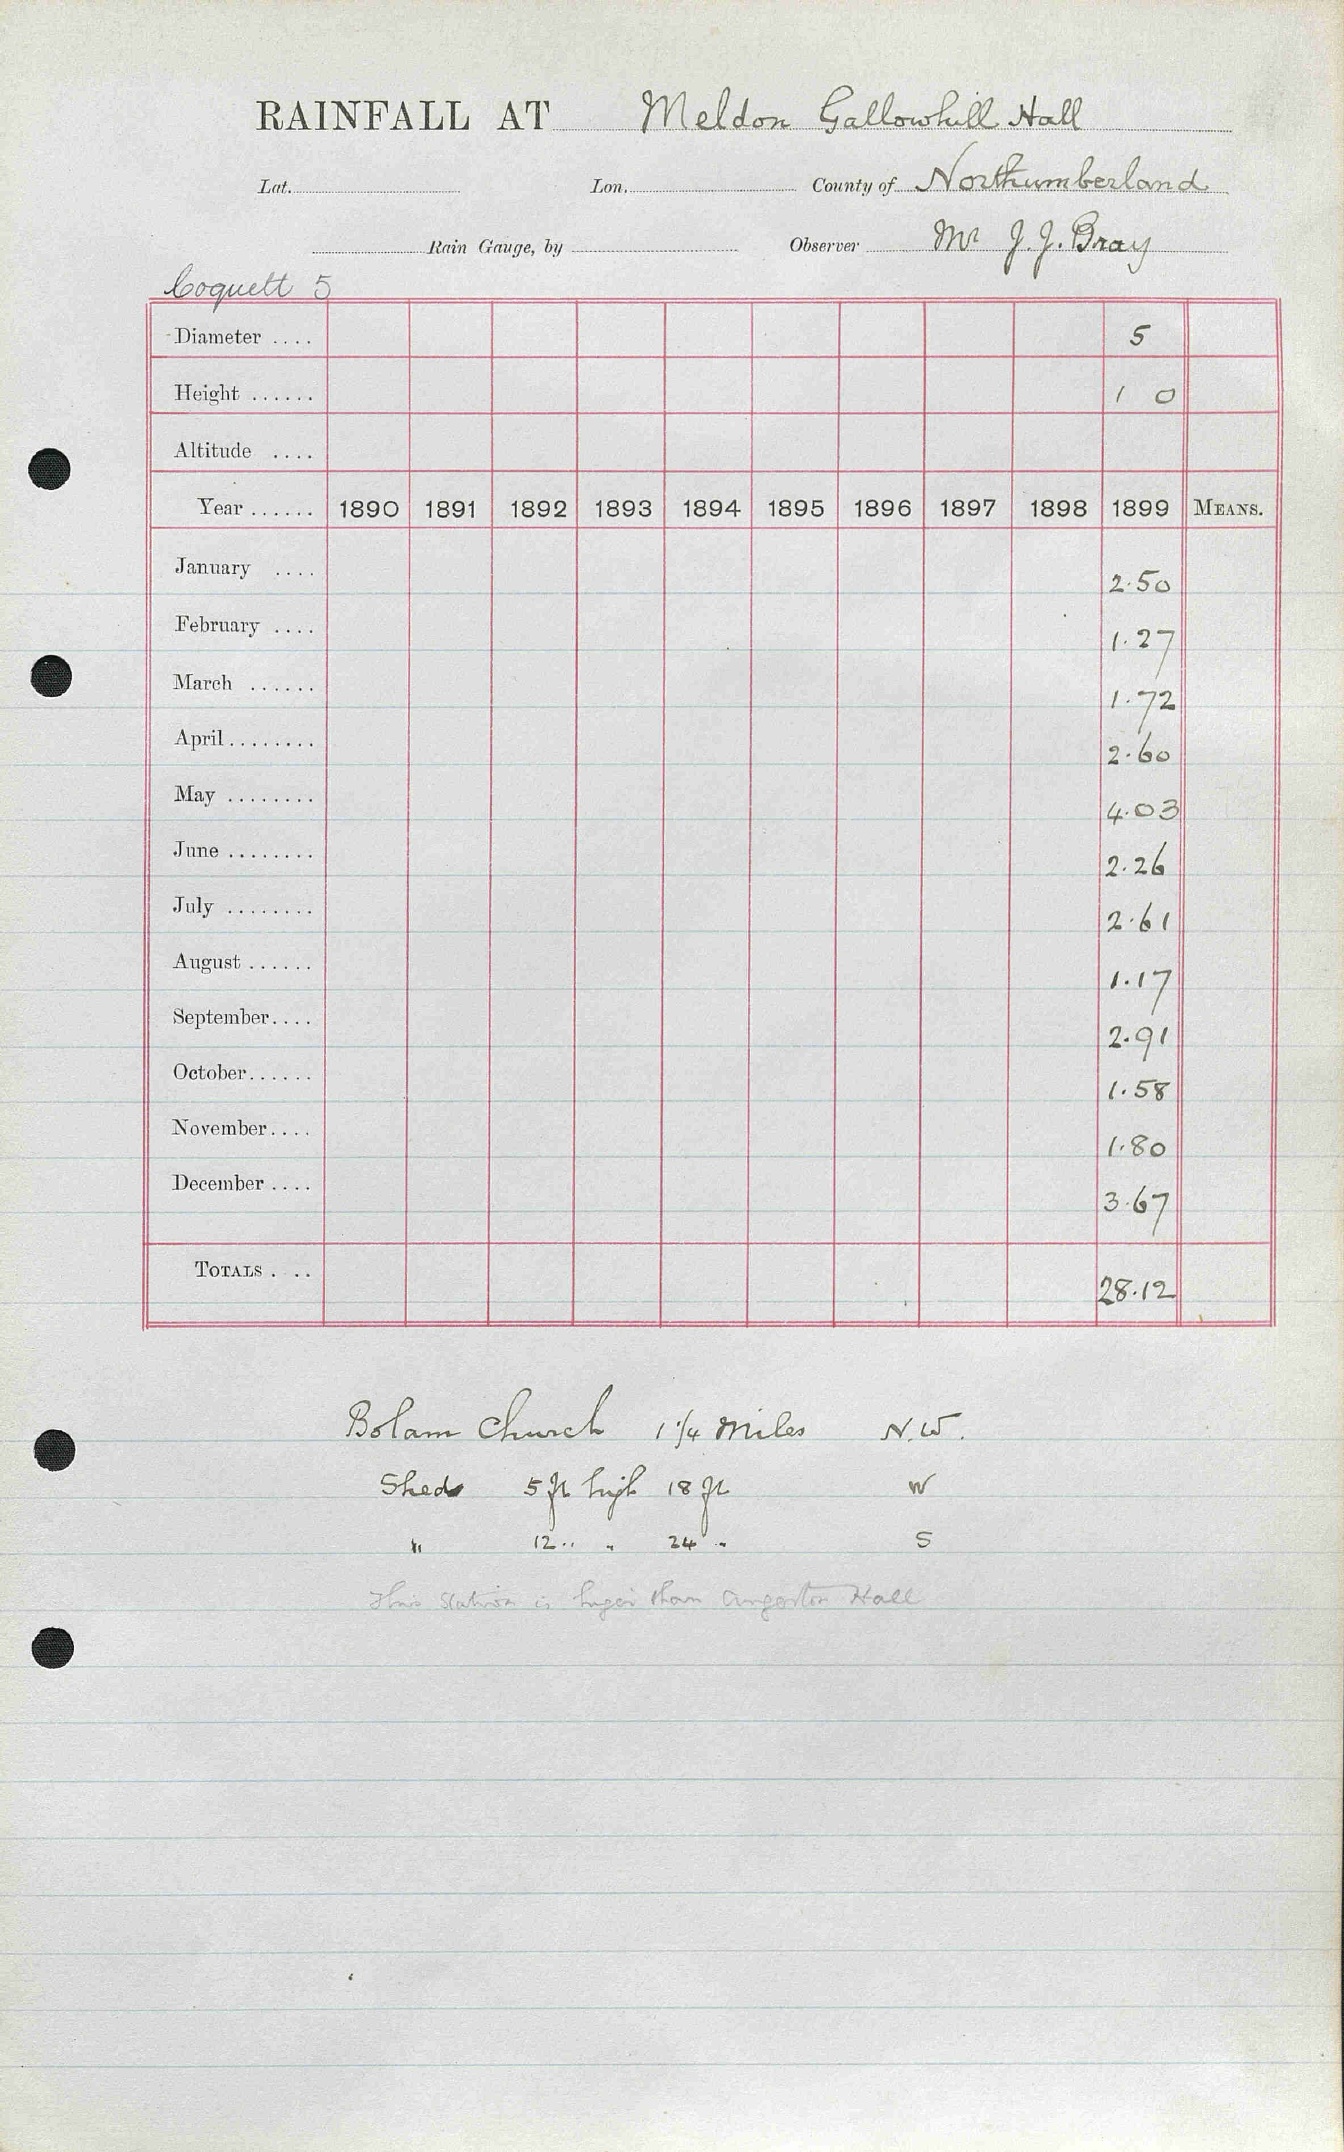 RAINFALL AT Meldon Gallowhill Hall
Lat. Lon. County of Northumberland
Rain Gauge, by Observer Mr J. J. Bray
Coquett 5
Diameter .... 5
Height ...... 1 0
Altitude ....
Year ...... 1890 1891 1892 1893 1894 1895 1896 1897 1898 1899 MEANS.
January .... 2.50
February .... 1.27
March ...... 1.72
April........ 2.60
May ........ 4.03
June ........ 2.26
July ........ 2.61
August ...... 1.17
September.... 2.91
October...... 1.58
November.... 1.80
December .... 3.67
TOTALS . .. 28.12
Bolam Church 1 1/4 Miles N.W.
Sheds 5 ft high 18 ft W
" 12 " " 24 " S
This Station is than Angerton Hall